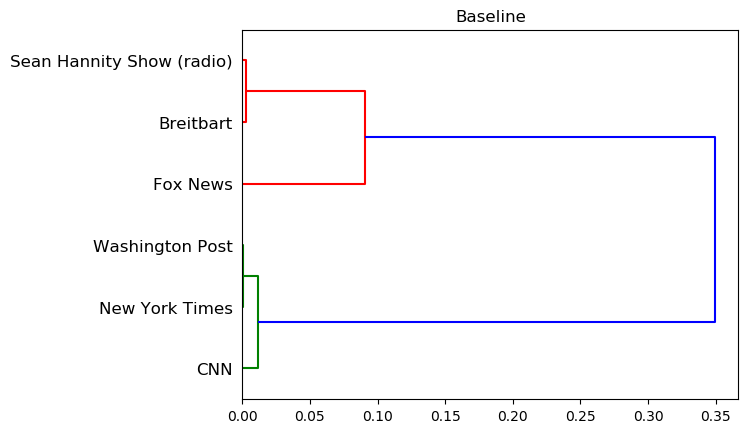 Baseline
Sean Hannity Show (radio)
Breitbart
Fox News
Washington Post
New York Times
CNN
0.00 0.05 0.10 0.15 0.20 0.25 0.30 0.35